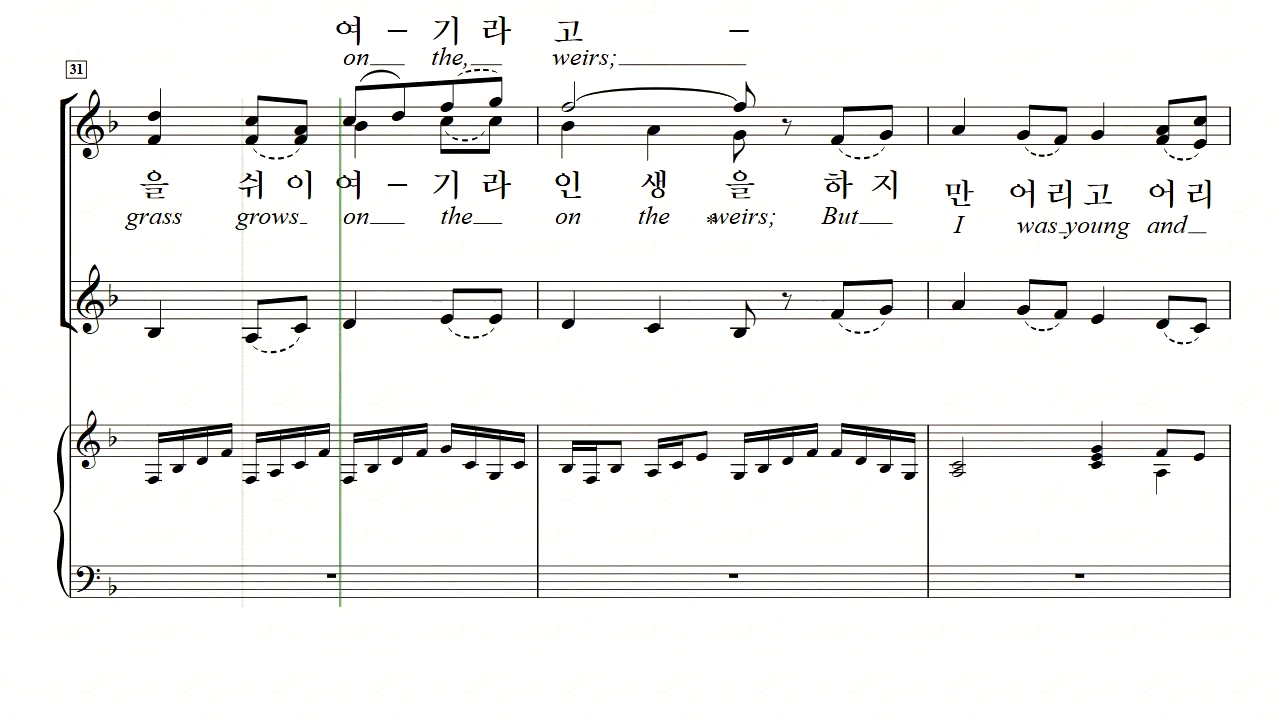 여 – 기 라 고 –
on the, weirs;
31
을 쉬 이 여 – 기 라 인 생 을 하 지 만 어 리 고 어 리
grass grows on the on the *weirs; But I was young and